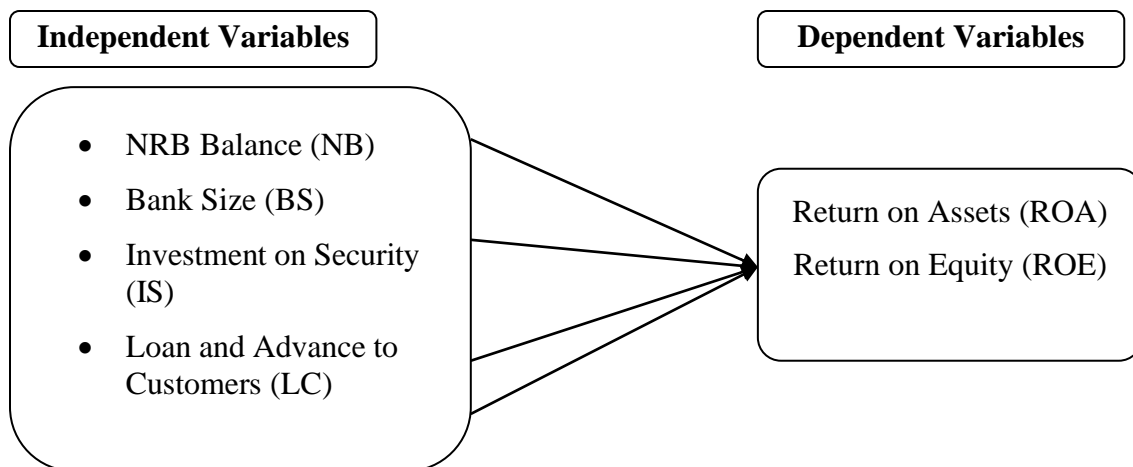 Independent Variables
Dependent Variables
• NRB Balance (NB)
• Bank Size (BS)
• Investment on Security
(IS)
• Loan and Advance to
Customers (LC)
Return on Assets (ROA)
Return on Equity (ROE)